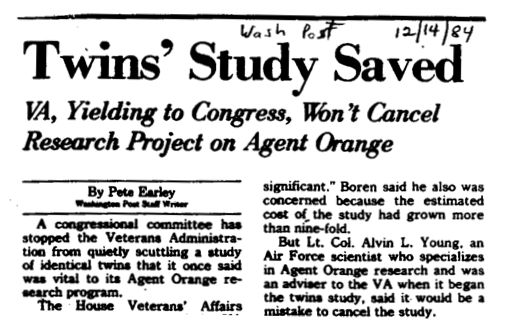 Wash Post 12/14/84
Twins' Study Saved
VA, Yielding to Congress, Won't Cancel
Research Project on Agent Orange
By Pete Earley
Washington Post Staff Writer
A congressional committee has
stopped the Veterans Administra-
tion from quietly scuttling a study
of identical twins that it once said
was vital to its Agent Orange re-
search program.
The House Veterans' Affairs
significant." Boren said he also was
concerned because the estimated
cost of the study had grown more
than nine-fold.
But Lt. Col. Alvin L. Young, an
Air Force scientist who specializes
in Agent Orange research and was
an adviser to the VA when it began
the twins study, said it would be a
mistake to cancel the study.